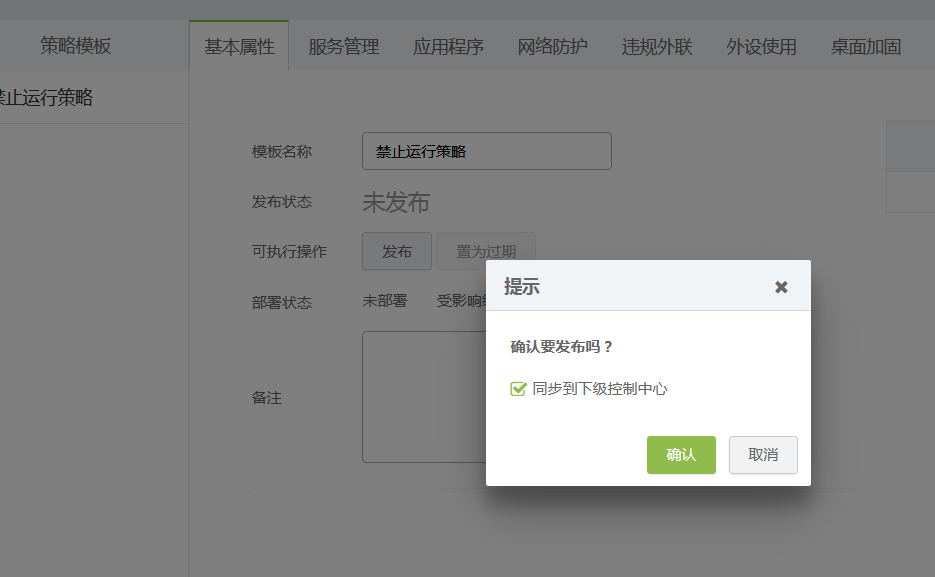 策略模板
基本属性 服务管理 应用程序 网络防护 违规外联 外设使用 桌面加固
禁止运行策略
模板名称 禁止运行策略
发布状态 未发布
可执行操作 发布 置为过期
部署状态 未部署 受影响
备注
提示
确认要发布吗？
同步到下级控制中心
确认 取消